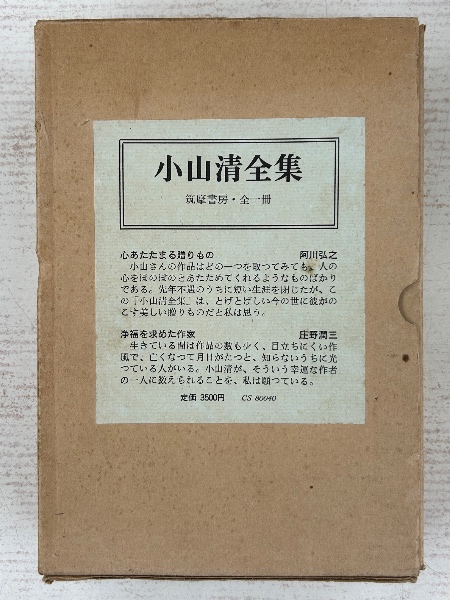 小山清全集
筑摩書房・全一冊
心あたたまる贈りもの 阿川弘之
小山さんの作品はどの一つを取つてみても、人の
心をほのぼのとあたためてくれるようなものばかり
である。先年不遇のうちに短い生涯を閉じたが、こ
の「小山清全集」は、とげとげしい今の世に彼がの
こす美しい贈りものだと私は思う。
浄福を求めた作家 庄野潤三
生きている間は作品の数も少く、目立ちにくい作
風で、亡くなつて月日がたつと、知らないうちに光
つている人がいる。小山清が、そういう幸運な作者
の一人に数えられることを、私は願つている。
定価 3500円 CS 80040